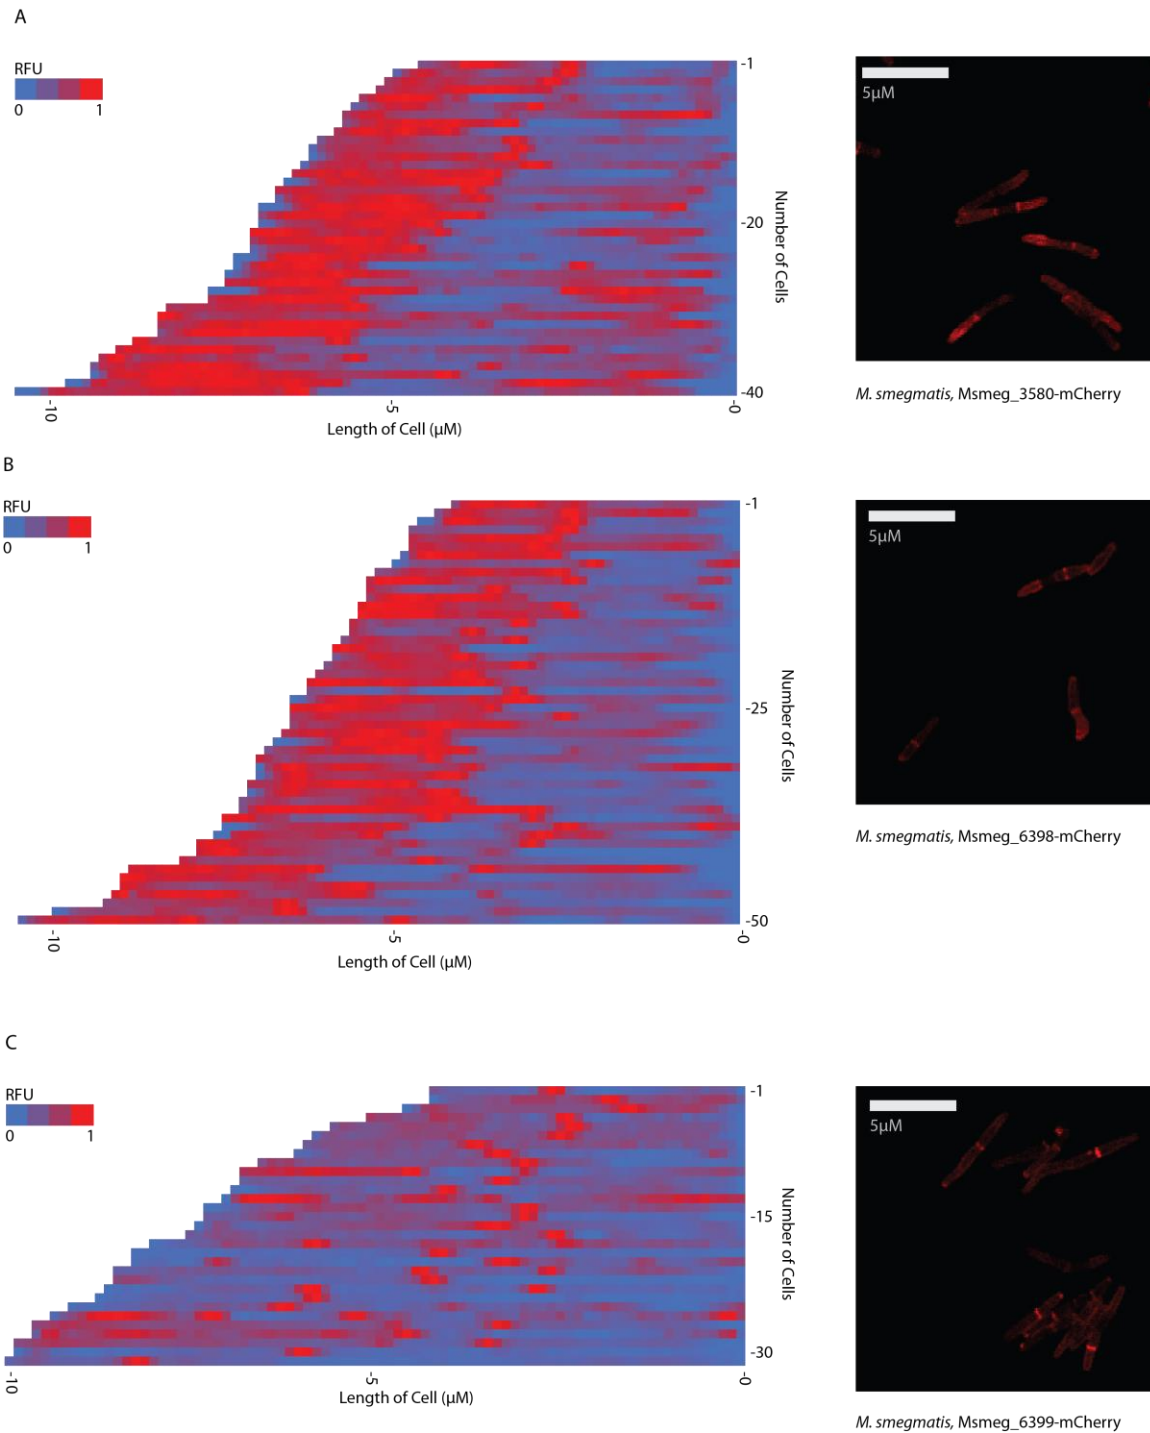 A
RFU
0 1
-1
-20
-40
Number of Cells
-10
-5
-0
Length of Cell (µM)
5µM
M. smegmatis, Msmeg_3580-mCherry
B
RFU
0 1
-1
-25
-50
Number of Cells
-10
-5
-0
Length of Cell (µM)
5µM
M. smegmatis, Msmeg_6398-mCherry
C
RFU
0 1
-1
-15
-30
Number of Cells
-10
-5
-0
Length of Cell (µM)
5µM
M. smegmatis, Msmeg_6399-mCherry